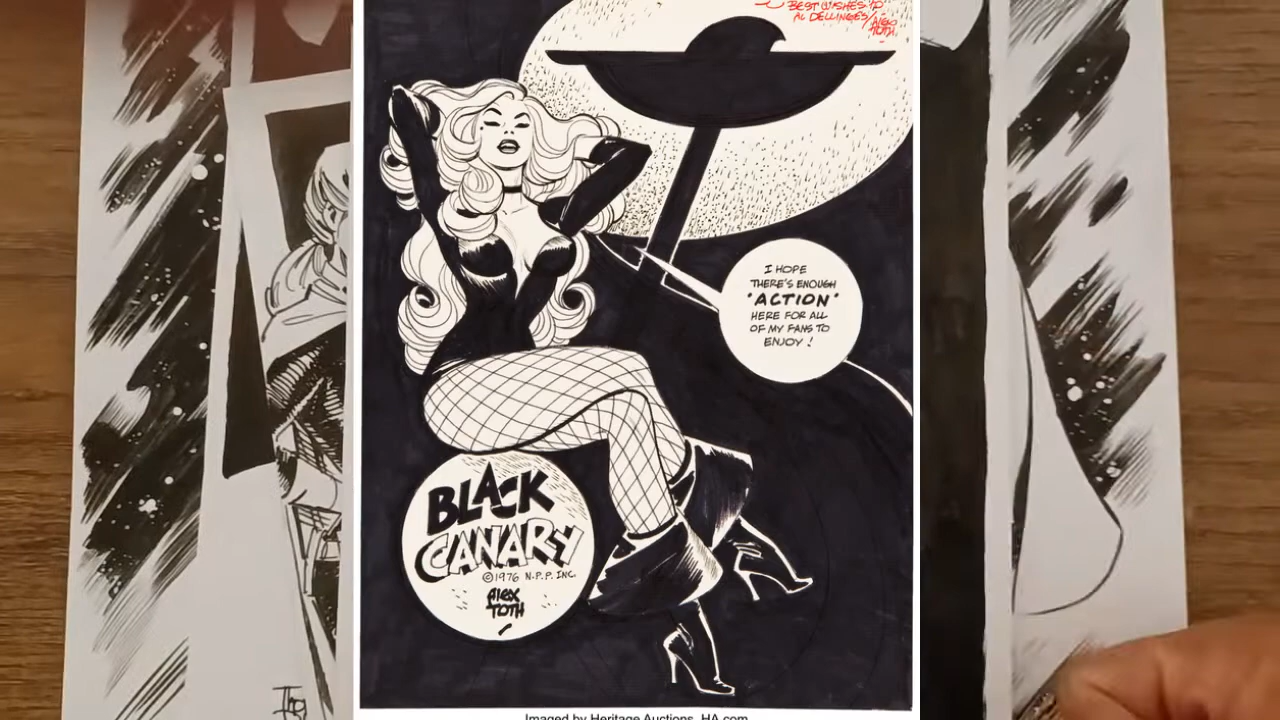 BEST WISHES TO
AL DELLINGES/
ALEX
TOTH.
I HOPE
THERE'S ENOUGH
"ACTION"
HERE FOR ALL
OF MY FANS TO
ENJOY!
BLACK
CANARY
©1976 N.P.P. INC.
ALEX
TOTH
Imaged by Heritage Auctions, HA.com